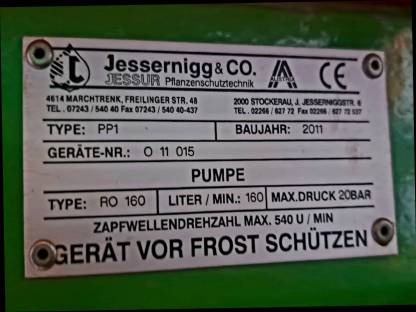 Jessernigg & CO.
JESSUR Pflanzenschutztechnik
AUSTRIA
CE
4614 MARCHTRENK, FREILINGER STR. 48
TEL. 07243 / 540 40 Fax 07243 / 540 40-437
2000 STOCKERAU, J. JESSERNIGGSTR. 6
TEL. 02266 / 627 72 Fax 02266 / 627 72 537
TYPE: PP1 BAUJAHR: 2011
GERÄTE-NR.: O 11 015
PUMPE
TYPE: RO 160 LITER / MIN.: 160 MAX.DRUCK 20BAR
ZAPFWELLENDREHZAHL MAX. 540 U / MIN
GERÄT VOR FROST SCHÜTZEN